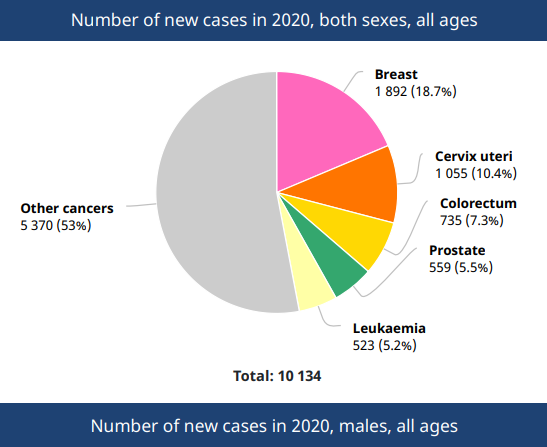 Number of new cases in 2020, both sexes, all ages
Breast
1 892 (18.7%)
Cervix uteri
1 055 (10.4%)
Colorectum
735 (7.3%)
Other cancers
5 370 (53%)
Prostate
559 (5.5%)
Leukaemia
523 (5.2%)
Total: 10 134
Number of new cases in 2020, males, all ages